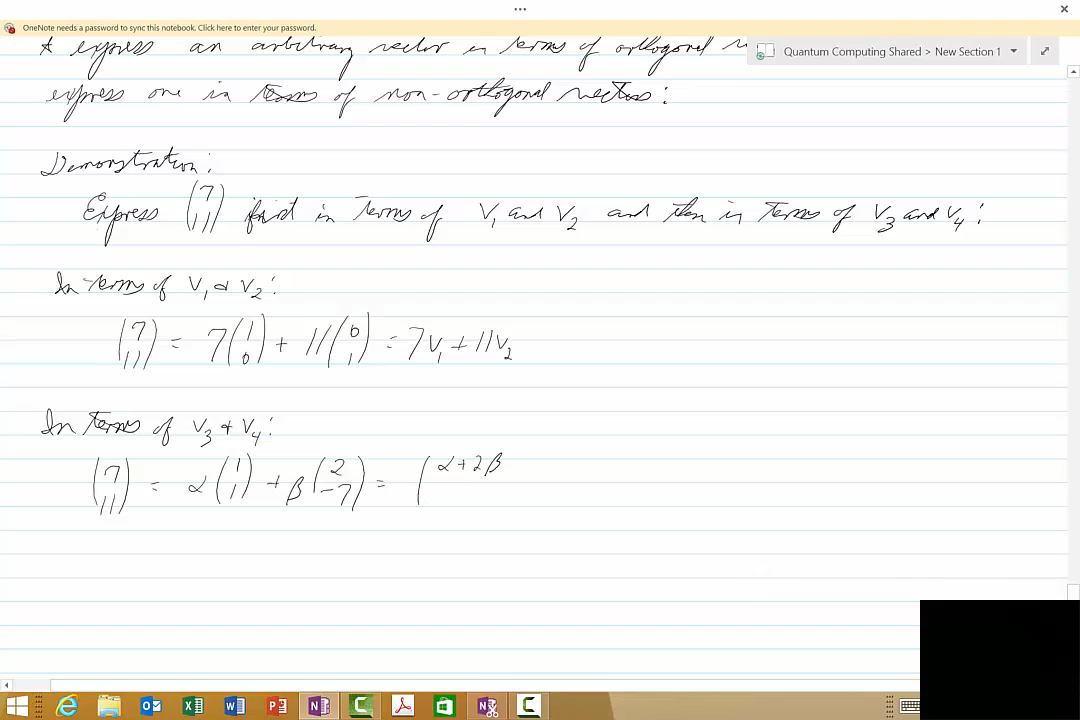 OneNote needs a password to sync this notebook. Click here to enter your password.
Quantum Computing Shared > New Section 1
express an arbitrary vector in terms of orthogonal
express one in terms of non-orthogonal vectors:
Demonstration:
Express (7 11) first in terms of V₁ and V₂ and then in terms of V₃ and V₄:
In terms of V₁ & V₂:
(7 11) = 7(1 0) + 11(0 1) = 7V₁ + 11V₂
In terms of V₃ & V₄:
(7 11) = α(1 1) + β(2 -7) = (α+2β